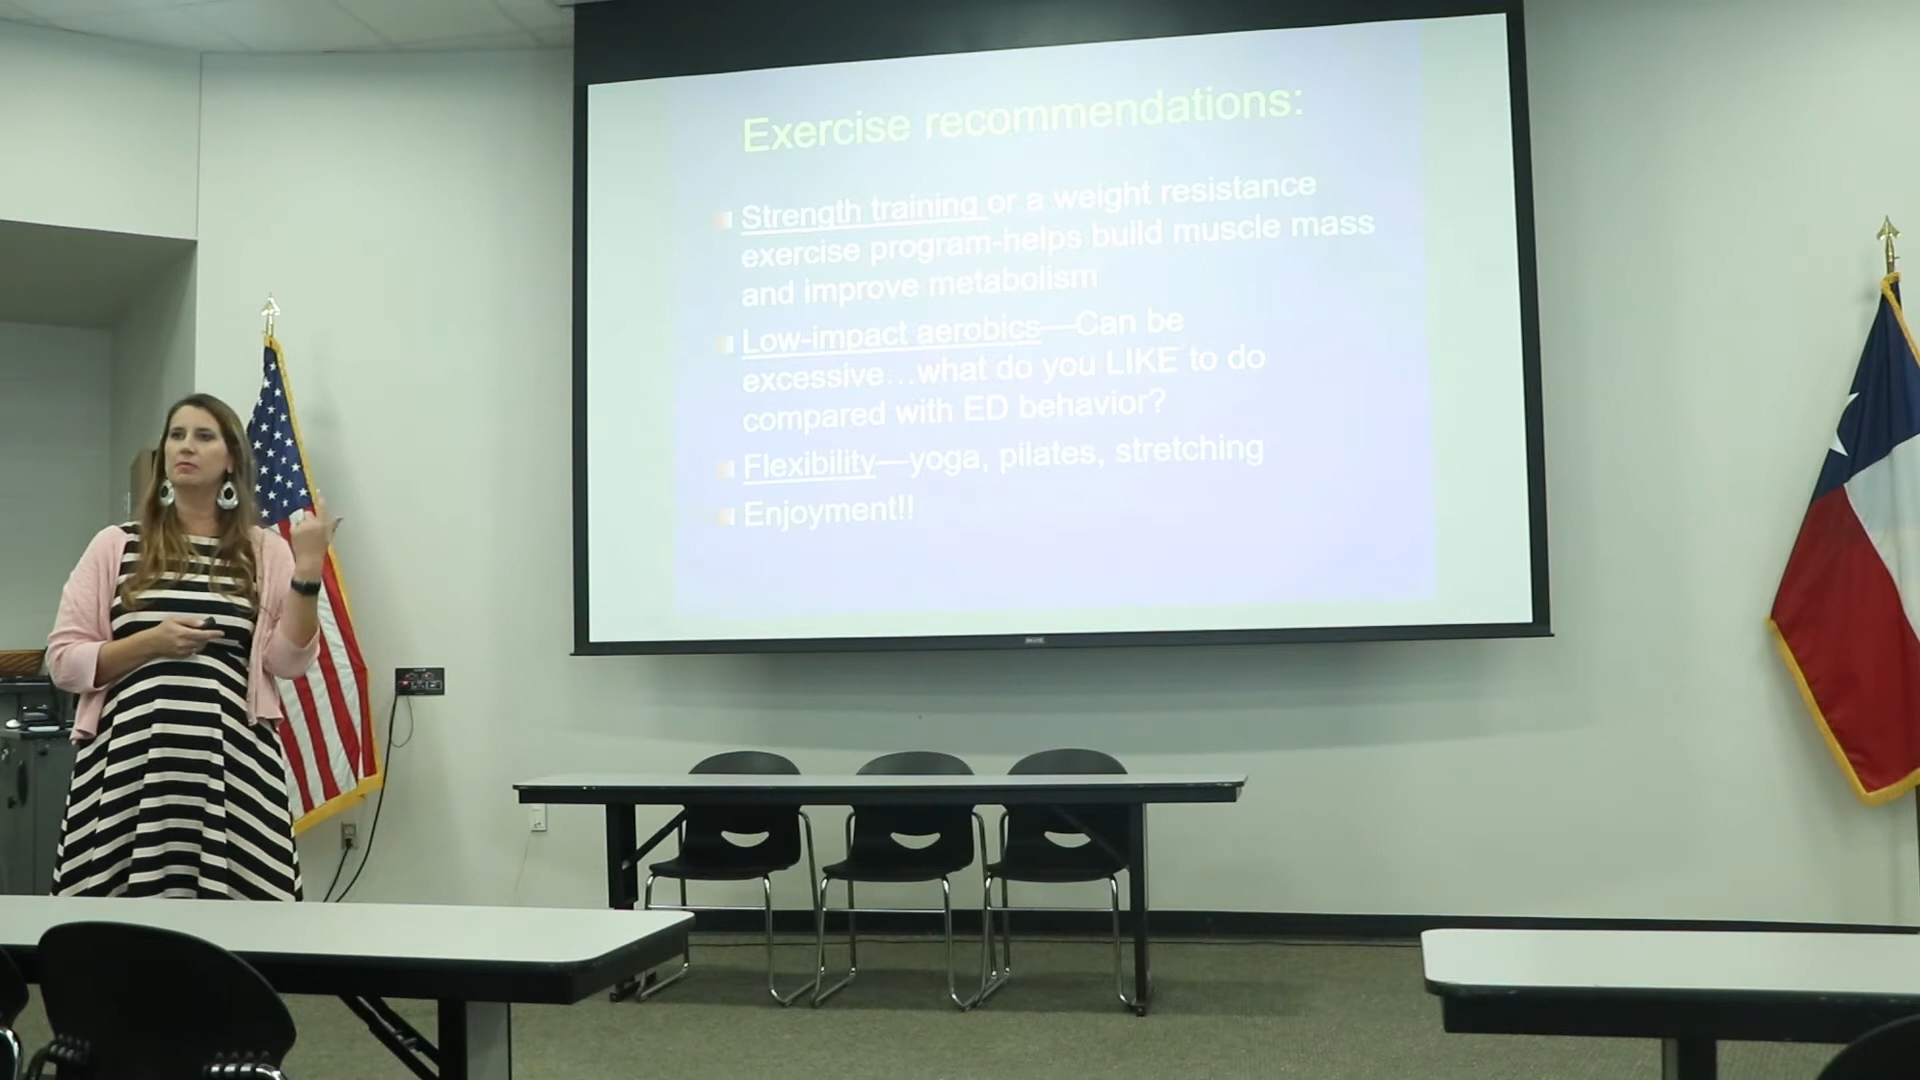 Exercise recommendations:
Strength training or a weight resistance
exercise program-helps build muscle mass
and improve metabolism
Low-impact aerobics—Can be
excessive…what do you LIKE to do
compared with ED behavior?
Flexibility—yoga, pilates, stretching
Enjoyment!!